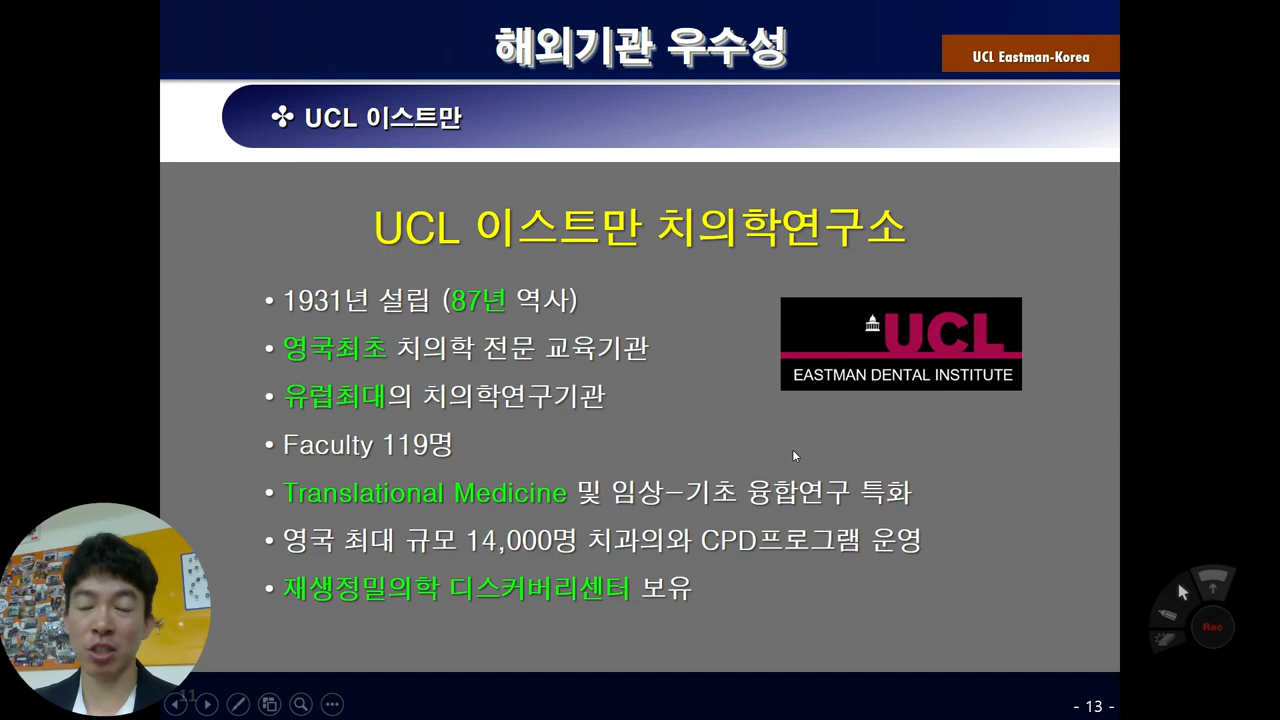 해외기관 우수성
UCL Eastman-Korea
✤ UCL 이스트만
UCL 이스트만 치의학연구소
• 1931년 설립 (87년 역사)
• 영국최초 치의학 전문 교육기관
• 유럽최대의 치의학연구기관
• Faculty 119명
• Translational Medicine 및 임상-기초 융합연구 특화
• 영국 최대 규모 14,000명 치과의와 CPD프로그램 운영
• 재생정밀의학 디스커버리센터 보유
UCL
EASTMAN DENTAL INSTITUTE
Rec
11
- 13 -